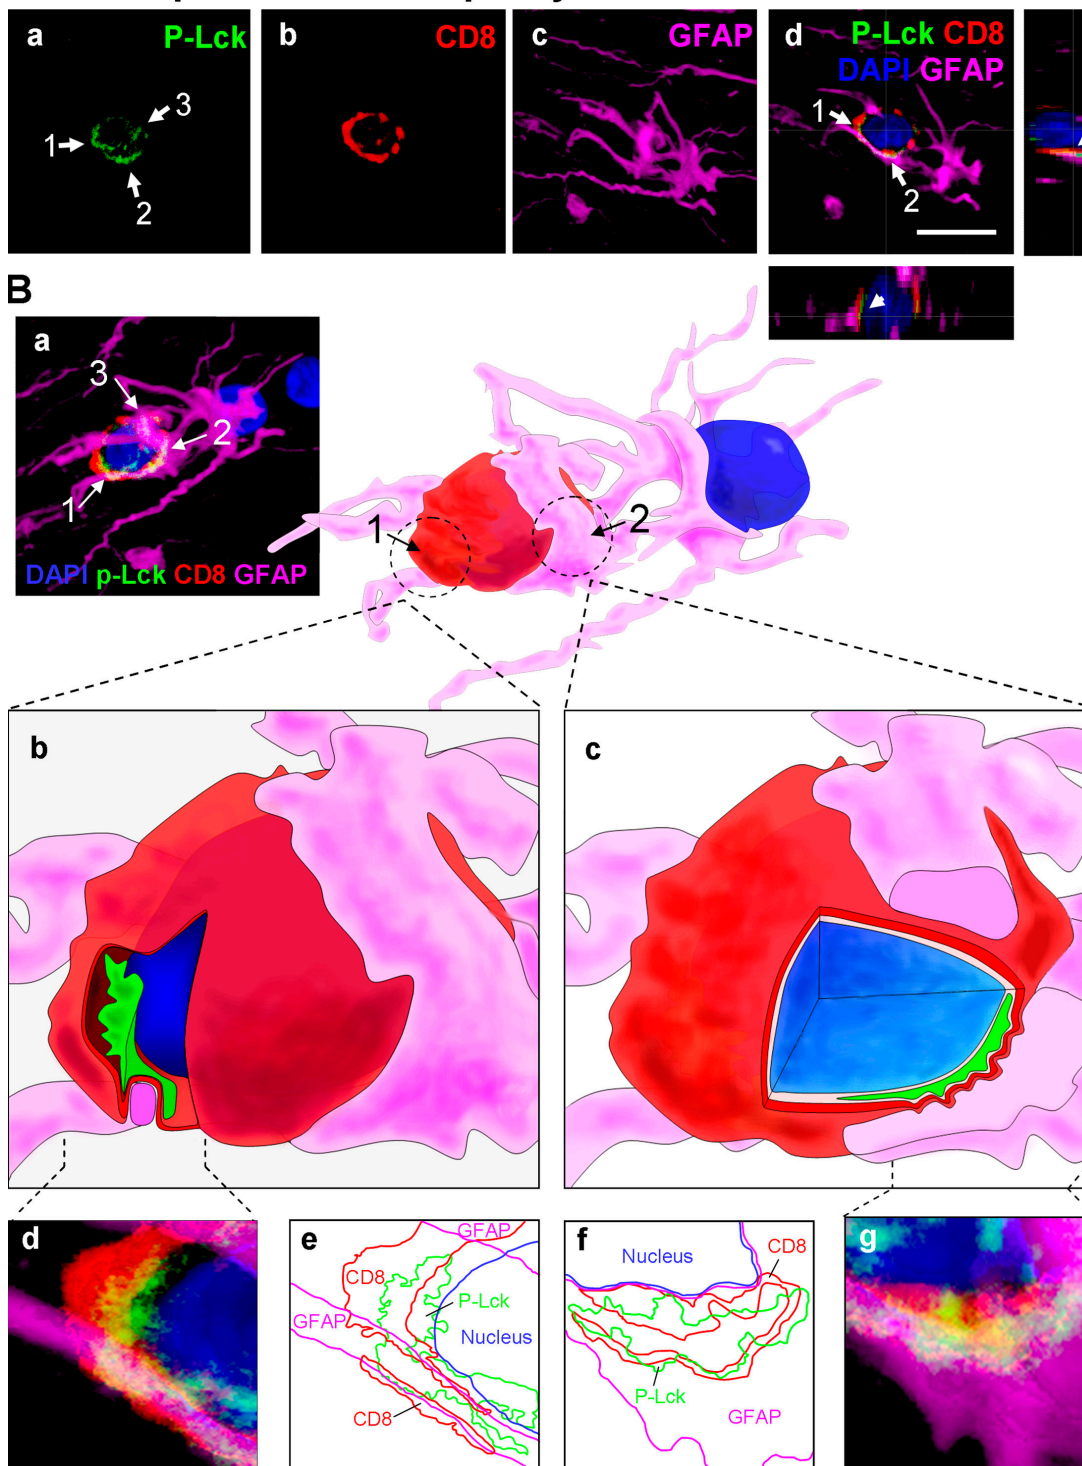 a
P-Lck
1
2
3
b
CD8
c
GFAP
d
P-Lck CD8
DAPI GFAP
1
2
B
a
3
2
1
DAPI p-Lck CD8 GFAP
1
2
b
c
d
e
GFAP
CD8
P-Lck
GFAP
Nucleus
CD8
f
CD8
Nucleus
P-Lck
GFAP
g